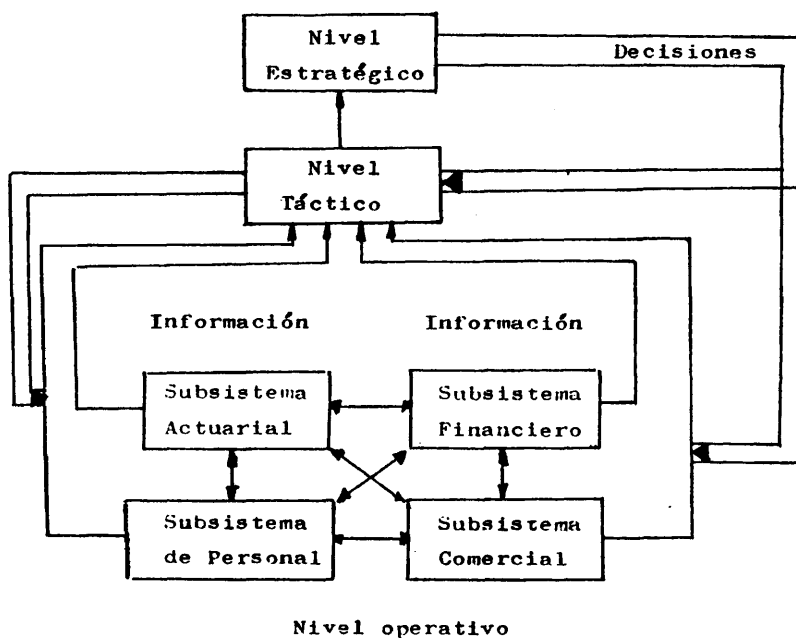 Nivel
Estratégico
Decisiones
Nivel
Táctico
Información
Información
Subsistema
Actuarial
Subsistema
Financiero
Subsistema
de Personal
Subsistema
Comercial
Nivel operativo